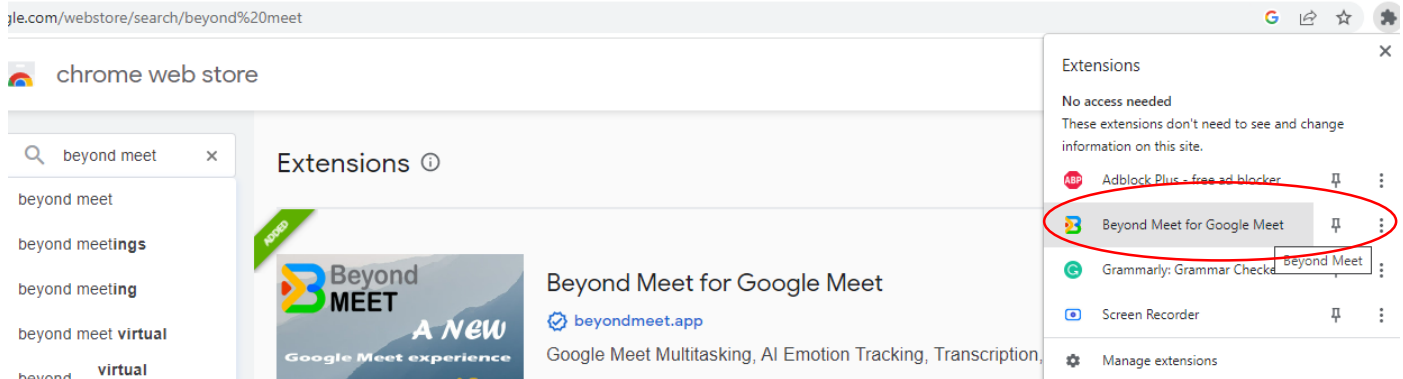 gle.com/webstore/search/beyond%20meet
chrome web store
beyond meet
beyond meet
beyond meetings
beyond meeting
beyond meet virtual
beyond virtual
Extensions
ADDED
Beyond
MEET
A NEW
Google Meet experience
Beyond Meet for Google Meet
beyondmeet.app
Google Meet Multitasking, AI Emotion Tracking, Transcription,
Extensions
No access needed
These extensions don't need to see and change
information on this site.
ABP Adblock Plus - free ad blocker
Beyond Meet for Google Meet
Beyond Meet
G Grammarly: Grammar Checke
Screen Recorder
Manage extensions